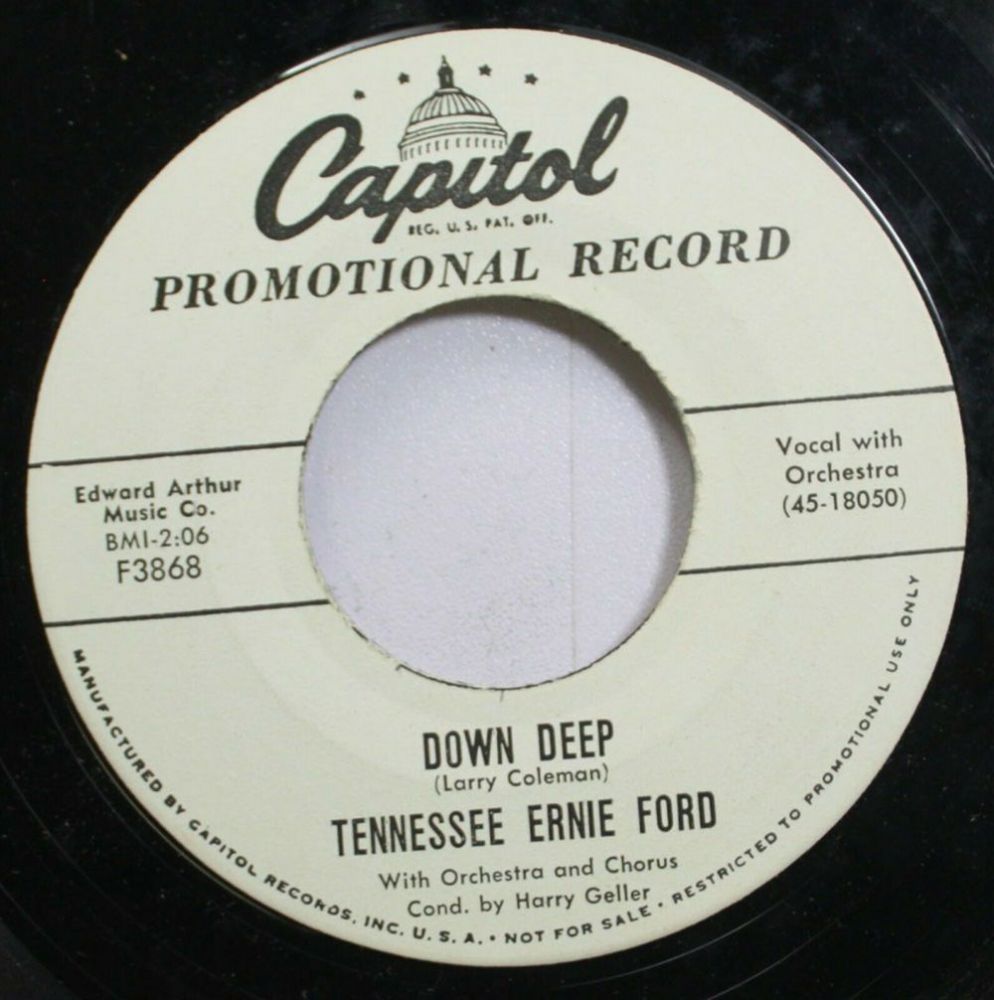 Capitol
REG. U. S. PAT. OFF.
PROMOTIONAL RECORD
Edward Arthur
Music Co.
BMI-2:06
F3868
Vocal with
Orchestra
(45-18050)
DOWN DEEP
(Larry Coleman)
TENNESSEE ERNIE FORD
With Orchestra and Chorus
Cond. by Harry Geller
MANUFACTURED BY CAPITOL RECORDS, INC. U. S. A. • NOT FOR SALE • RESTRICTED TO PROMOTIONAL USE ONLY